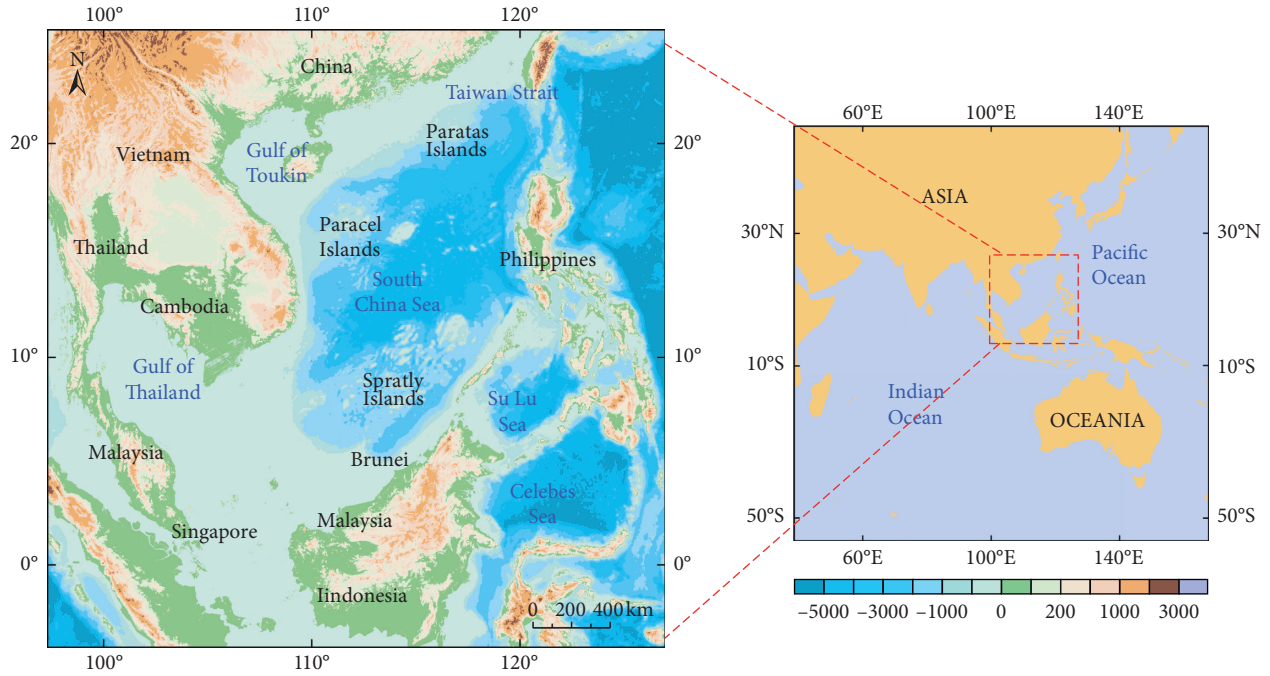 100°
110°
120°
N
China
Taiwan Strait
Paratas
Islands
20°
20°
Vietnam
Gulf of
Toukin
Paracel
Islands
Thailand
Philippines
South
China Sea
Cambodia
10°
10°
Gulf of
Thailand
Spratly
Islands
Su Lu
Sea
Malaysia
Brunei
Celebes
Sea
Malaysia
Singapore
0°
0°
Iindonesia
0 200 400 km
100°
110°
120°
60°E
100°E
140°E
ASIA
30°N
30°N
Pacific
Ocean
10°S
10°S
Indian
Ocean
OCEANIA
50°S
50°S
60°E
100°E
140°E
−5000 −3000 −1000 0 200 1000 3000